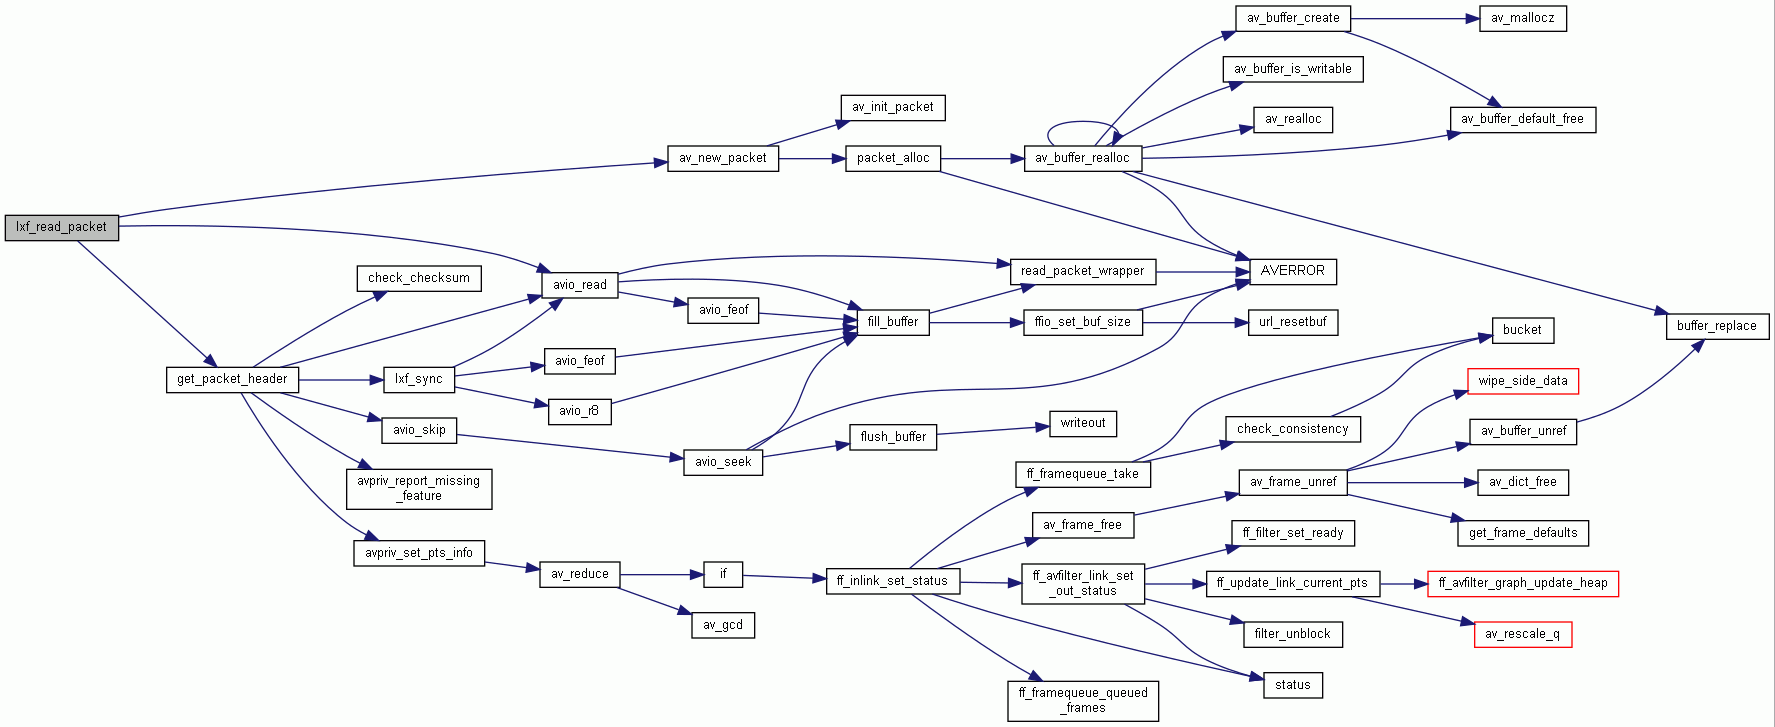 av_buffer_create
av_mallocz
av_buffer_is_writable
av_init_packet
av_realloc
av_buffer_default_free
av_new_packet
packet_alloc
av_buffer_realloc
lxf_read_packet
check_checksum
avio_read
read_packet_wrapper
AVERROR
avio_feof
fill_buffer
ffio_set_buf_size
url_resetbuf
buffer_replace
bucket
avio_feof
get_packet_header
lxf_sync
wipe_side_data
avio_r8
avio_skip
flush_buffer
writeout
check_consistency
av_buffer_unref
avio_seek
ff_framequeue_take
av_frame_unref
av_dict_free
avpriv_report_missing
_feature
av_frame_free
ff_filter_set_ready
get_frame_defaults
avpriv_set_pts_info
av_reduce
if
ff_inlink_set_status
ff_avfilter_link_set
_out_status
ff_update_link_current_pts
ff_avfilter_graph_update_heap
av_gcd
filter_unblock
av_rescale_q
status
ff_framequeue_queued
_frames